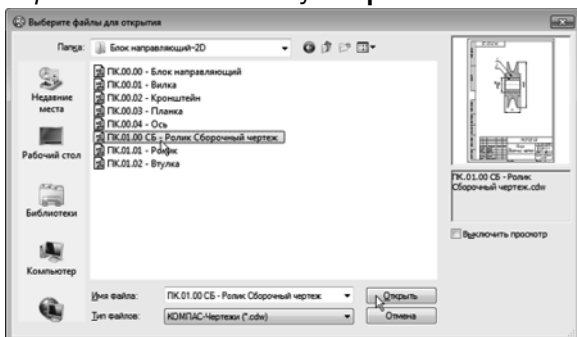 Выберите файлы для открытия
Папка: Блок направляющий-2D
Недавние места
Рабочий стол
Библиотеки
Компьютер
ПК.00.00 - Блок направляющий
ПК.00.01 - Вилка
ПК.00.02 - Кронштейн
ПК.00.03 - Планка
ПК.00.04 - Ось
ПК.01.00 СБ - Ролик Сборочный чертеж
ПК.01.01 - Ролик
ПК.01.02 - Втулка
Имя файла: ПК.01.00 СБ - Ролик Сборочный чертеж
Открыть
Тип файлов: КОМПАС-Чертежи (*.cdw)
Отмена
ПК.01.00 СБ - Ролик
Сборочный чертеж.cdw
Выключить просмотр